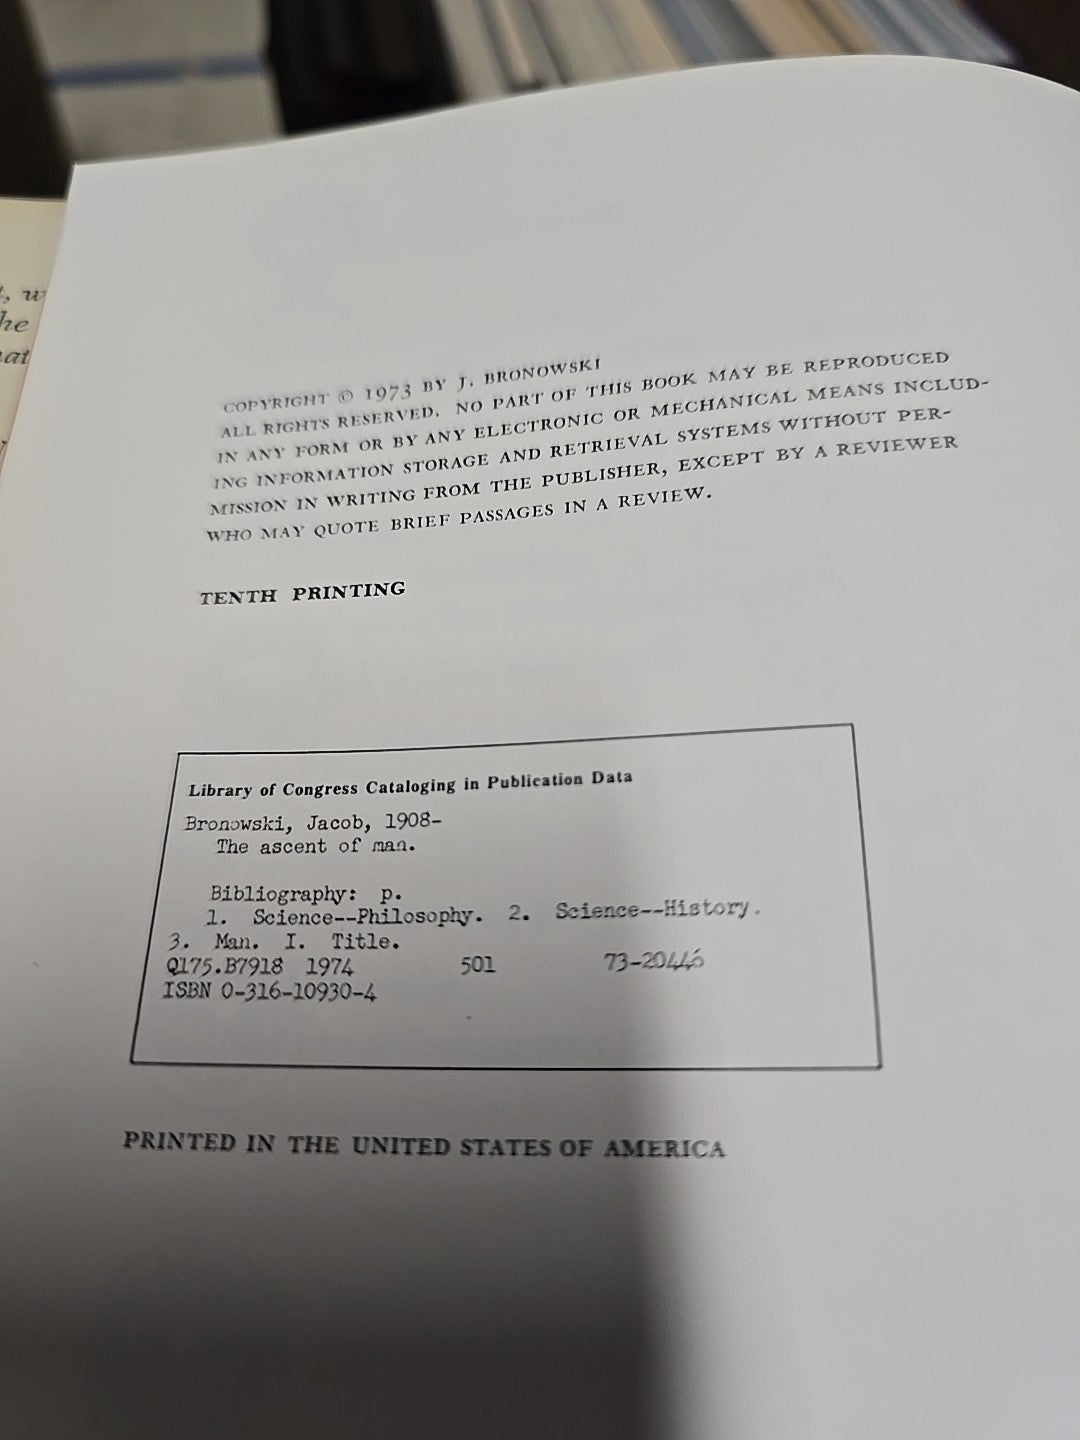 t, w
he
at
COPYRIGHT © 1973 BY J. BRONOWSKI
ALL RIGHTS RESERVED. NO PART OF THIS BOOK MAY BE REPRODUCED
IN ANY FORM OR BY ANY ELECTRONIC OR MECHANICAL MEANS INCLUD-
ING INFORMATION STORAGE AND RETRIEVAL SYSTEMS WITHOUT PER-
MISSION IN WRITING FROM THE PUBLISHER, EXCEPT BY A REVIEWER
WHO MAY QUOTE BRIEF PASSAGES IN A REVIEW.
TENTH PRINTING
Library of Congress Cataloging in Publication Data
Bronowski, Jacob, 1908-
The ascent of man.
Bibliography: p.
1. Science--Philosophy. 2. Science--History.
3. Man. I. Title.
Q175.B7918 1974 501 73-20446
ISBN 0-316-10930-4
PRINTED IN THE UNITED STATES OF AMERICA